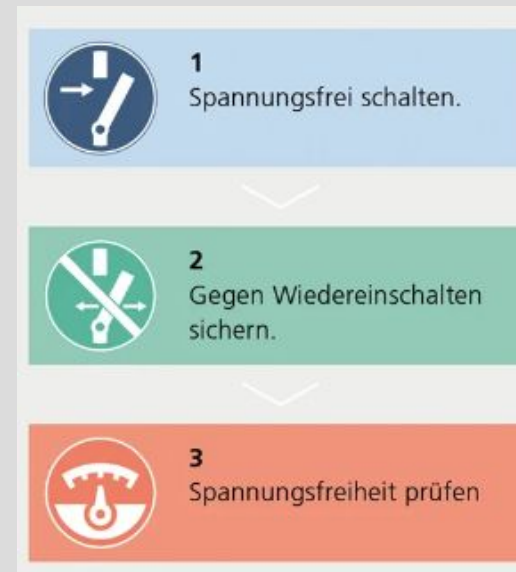 1
Spannungsfrei schalten.
2
Gegen Wiedereinschalten
sichern.
3
Spannungsfreiheit prüfen